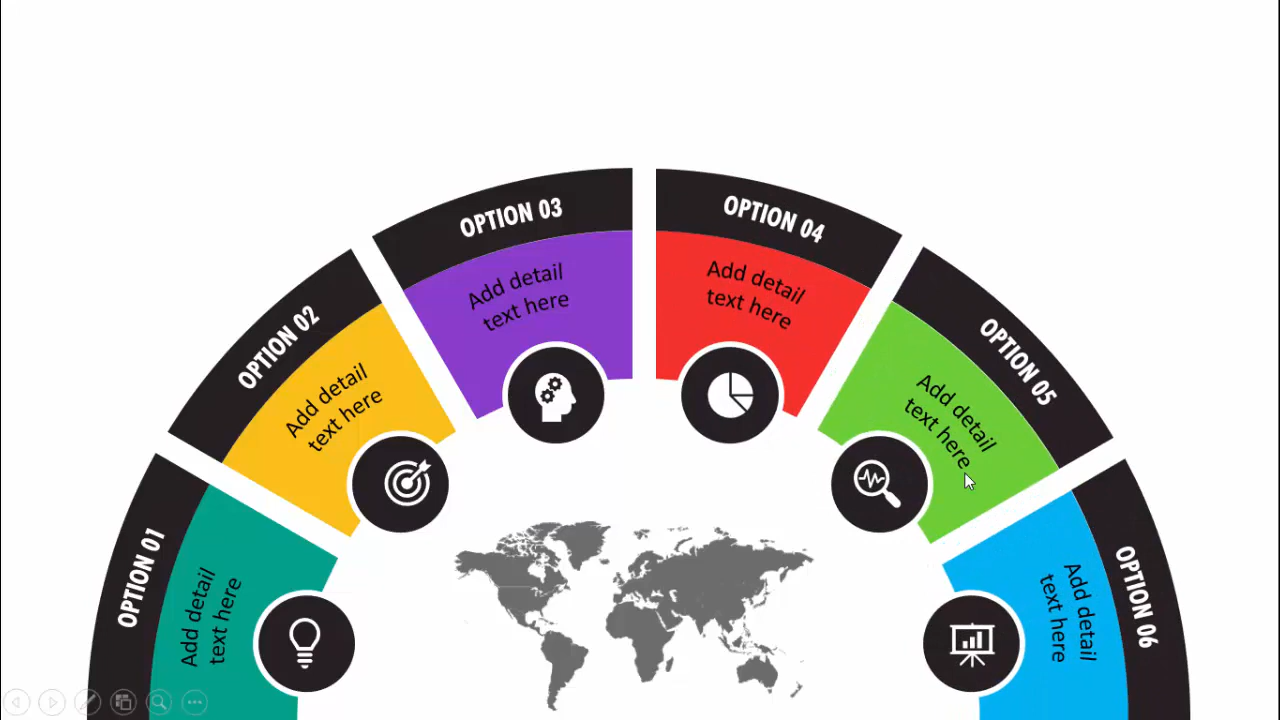 OPTION 01
Add detail
text here
OPTION 02
Add detail
text here
OPTION 03
Add detail
text here
OPTION 04
Add detail
text here
OPTION 05
Add detail
text here
OPTION 06
Add detail
text here